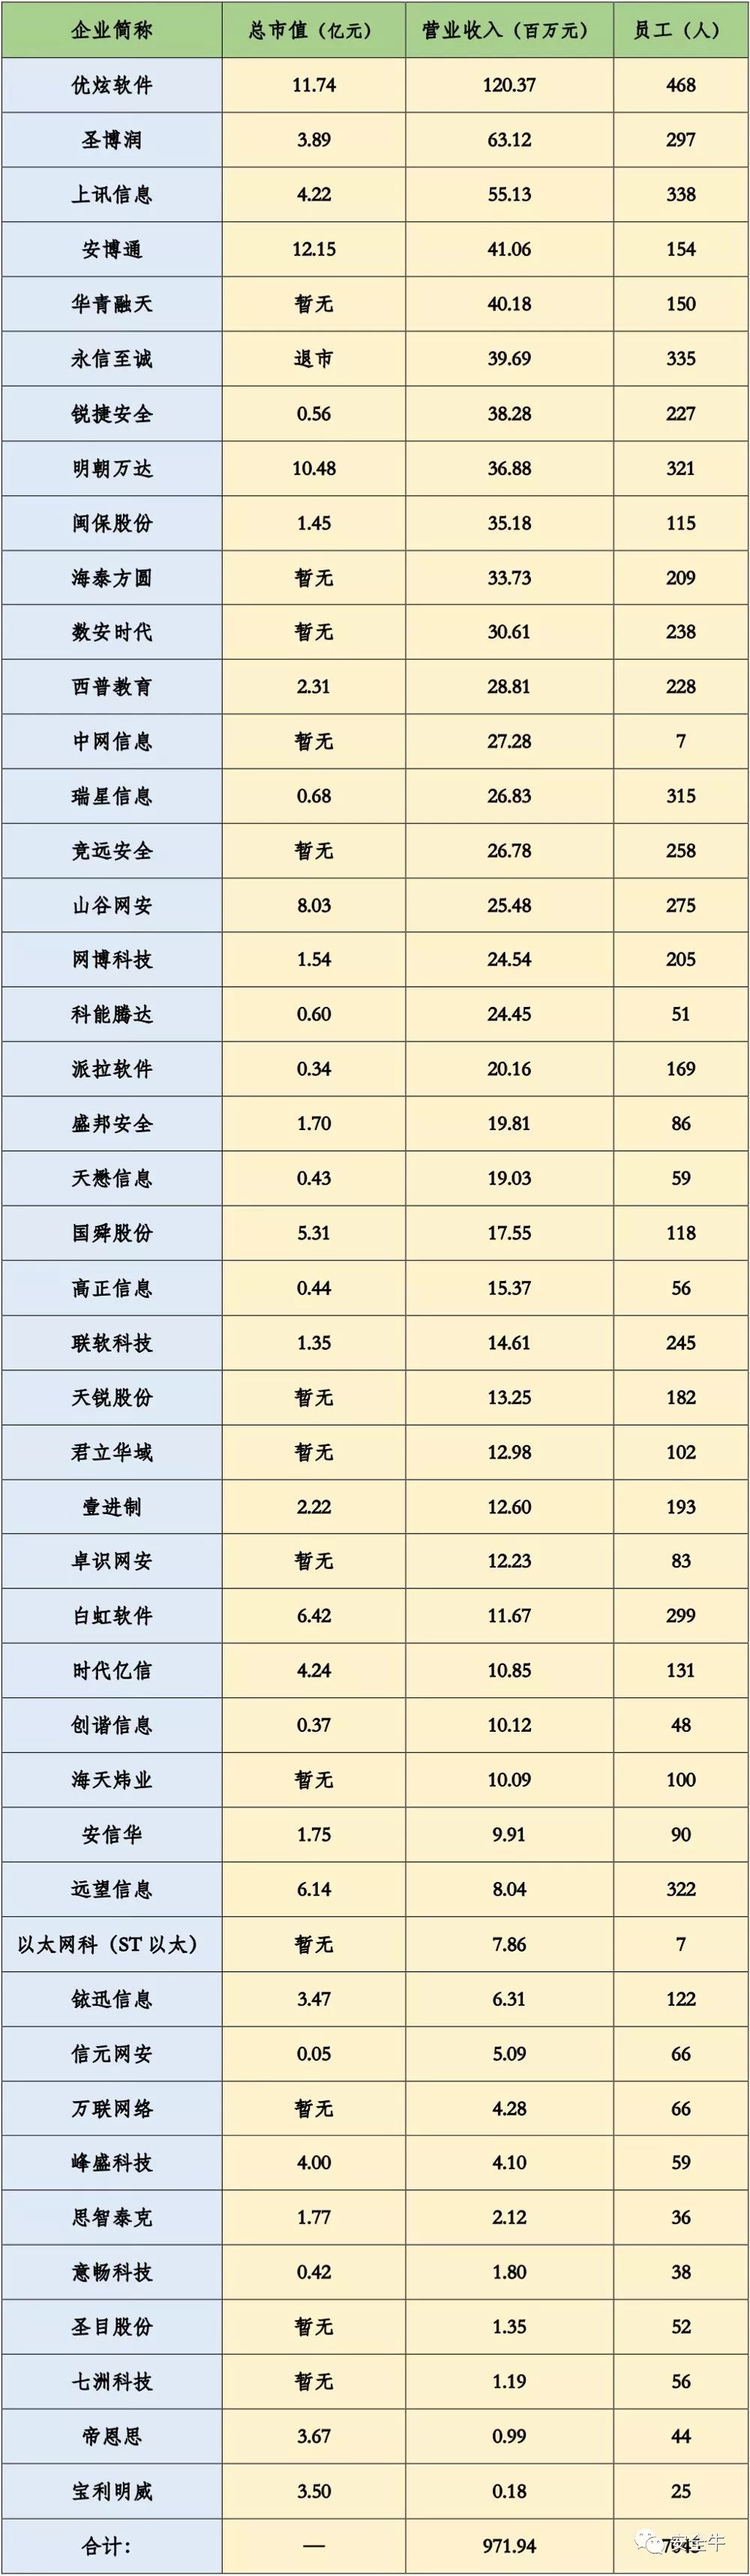 企业简称 总市值（亿元） 营业收入（百万元） 员工（人）
优炫软件 11.74 120.37 468
圣博润 3.89 63.12 297
上讯信息 4.22 55.13 338
安博通 12.15 41.06 154
华青融天 暂无 40.18 150
永信至诚 退市 39.69 335
锐捷安全 0.56 38.28 227
明朝万达 10.48 36.88 321
闽保股份 1.45 35.18 115
海泰方圆 暂无 33.73 209
数安时代 暂无 30.61 238
西普教育 2.31 28.81 228
中网信息 暂无 27.28 7
瑞星信息 0.68 26.83 315
竞远安全 暂无 26.78 258
山谷网安 8.03 25.48 275
网博科技 1.54 24.54 205
科能腾达 0.60 24.45 51
派拉软件 0.34 20.16 169
盛邦安全 1.70 19.81 86
天懋信息 0.43 19.03 59
国舜股份 5.31 17.55 118
高正信息 0.44 15.37 56
联软科技 1.35 14.61 245
天锐股份 暂无 13.25 182
君立华域 暂无 12.98 102
壹进制 2.22 12.60 193
卓识网安 暂无 12.23 83
白虹软件 6.42 11.67 299
时代亿信 4.24 10.85 131
创谐信息 0.37 10.12 48
海天炜业 暂无 10.09 100
安信华 1.75 9.91 90
远望信息 6.14 8.04 322
以太网科（ST 以太） 暂无 7.86 7
铱迅信息 3.47 6.31 122
信元网安 0.05 5.09 66
万联网络 暂无 4.28 66
峰盛科技 4.00 4.10 59
思智泰克 1.77 2.12 36
意畅科技 0.42 1.80 38
圣目股份 暂无 1.35 52
七洲科技 暂无 1.19 56
帝恩思 3.67 0.99 44
宝利明威 3.50 0.18 25
合计： — 971.94
安全牛